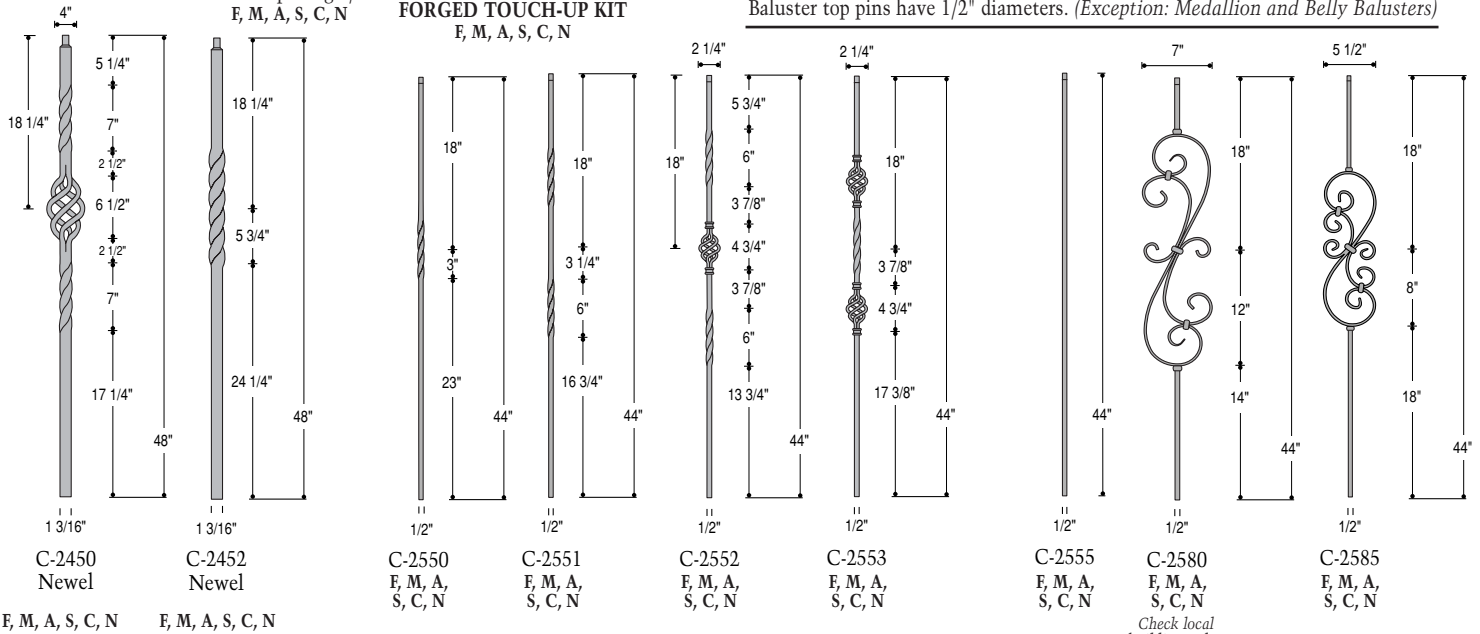 F, M, A, S, C, N
FORGED TOUCH-UP KIT
F, M, A, S, C, N
Baluster top pins have 1/2" diameters. (Exception: Medallion and Belly Balusters)
4"
18 1/4"
5 1/4"
7"
2 1/2"
6 1/2"
2 1/2"
7"
17 1/4"
48"
1 3/16"
C-2450
Newel
F, M, A, S, C, N
18 1/4"
5 3/4"
24 1/4"
48"
1 3/16"
C-2452
Newel
F, M, A, S, C, N
18"
3"
23"
44"
1/2"
C-2550
F, M, A,
S, C, N
18"
3 1/4"
6"
16 3/4"
44"
1/2"
C-2551
F, M, A,
S, C, N
2 1/4"
18"
5 3/4"
6"
3 7/8"
4 3/4"
3 7/8"
6"
13 3/4"
44"
1/2"
C-2552
F, M, A,
S, C, N
2 1/4"
18"
3 7/8"
4 3/4"
17 3/8"
44"
1/2"
C-2553
F, M, A,
S, C, N
44"
1/2"
C-2555
F, M, A,
S, C, N
7"
18"
12"
14"
44"
1/2"
C-2580
F, M, A,
S, C, N
Check local
5 1/2"
18"
8"
18"
44"
1/2"
C-2585
F, M, A,
S, C, N